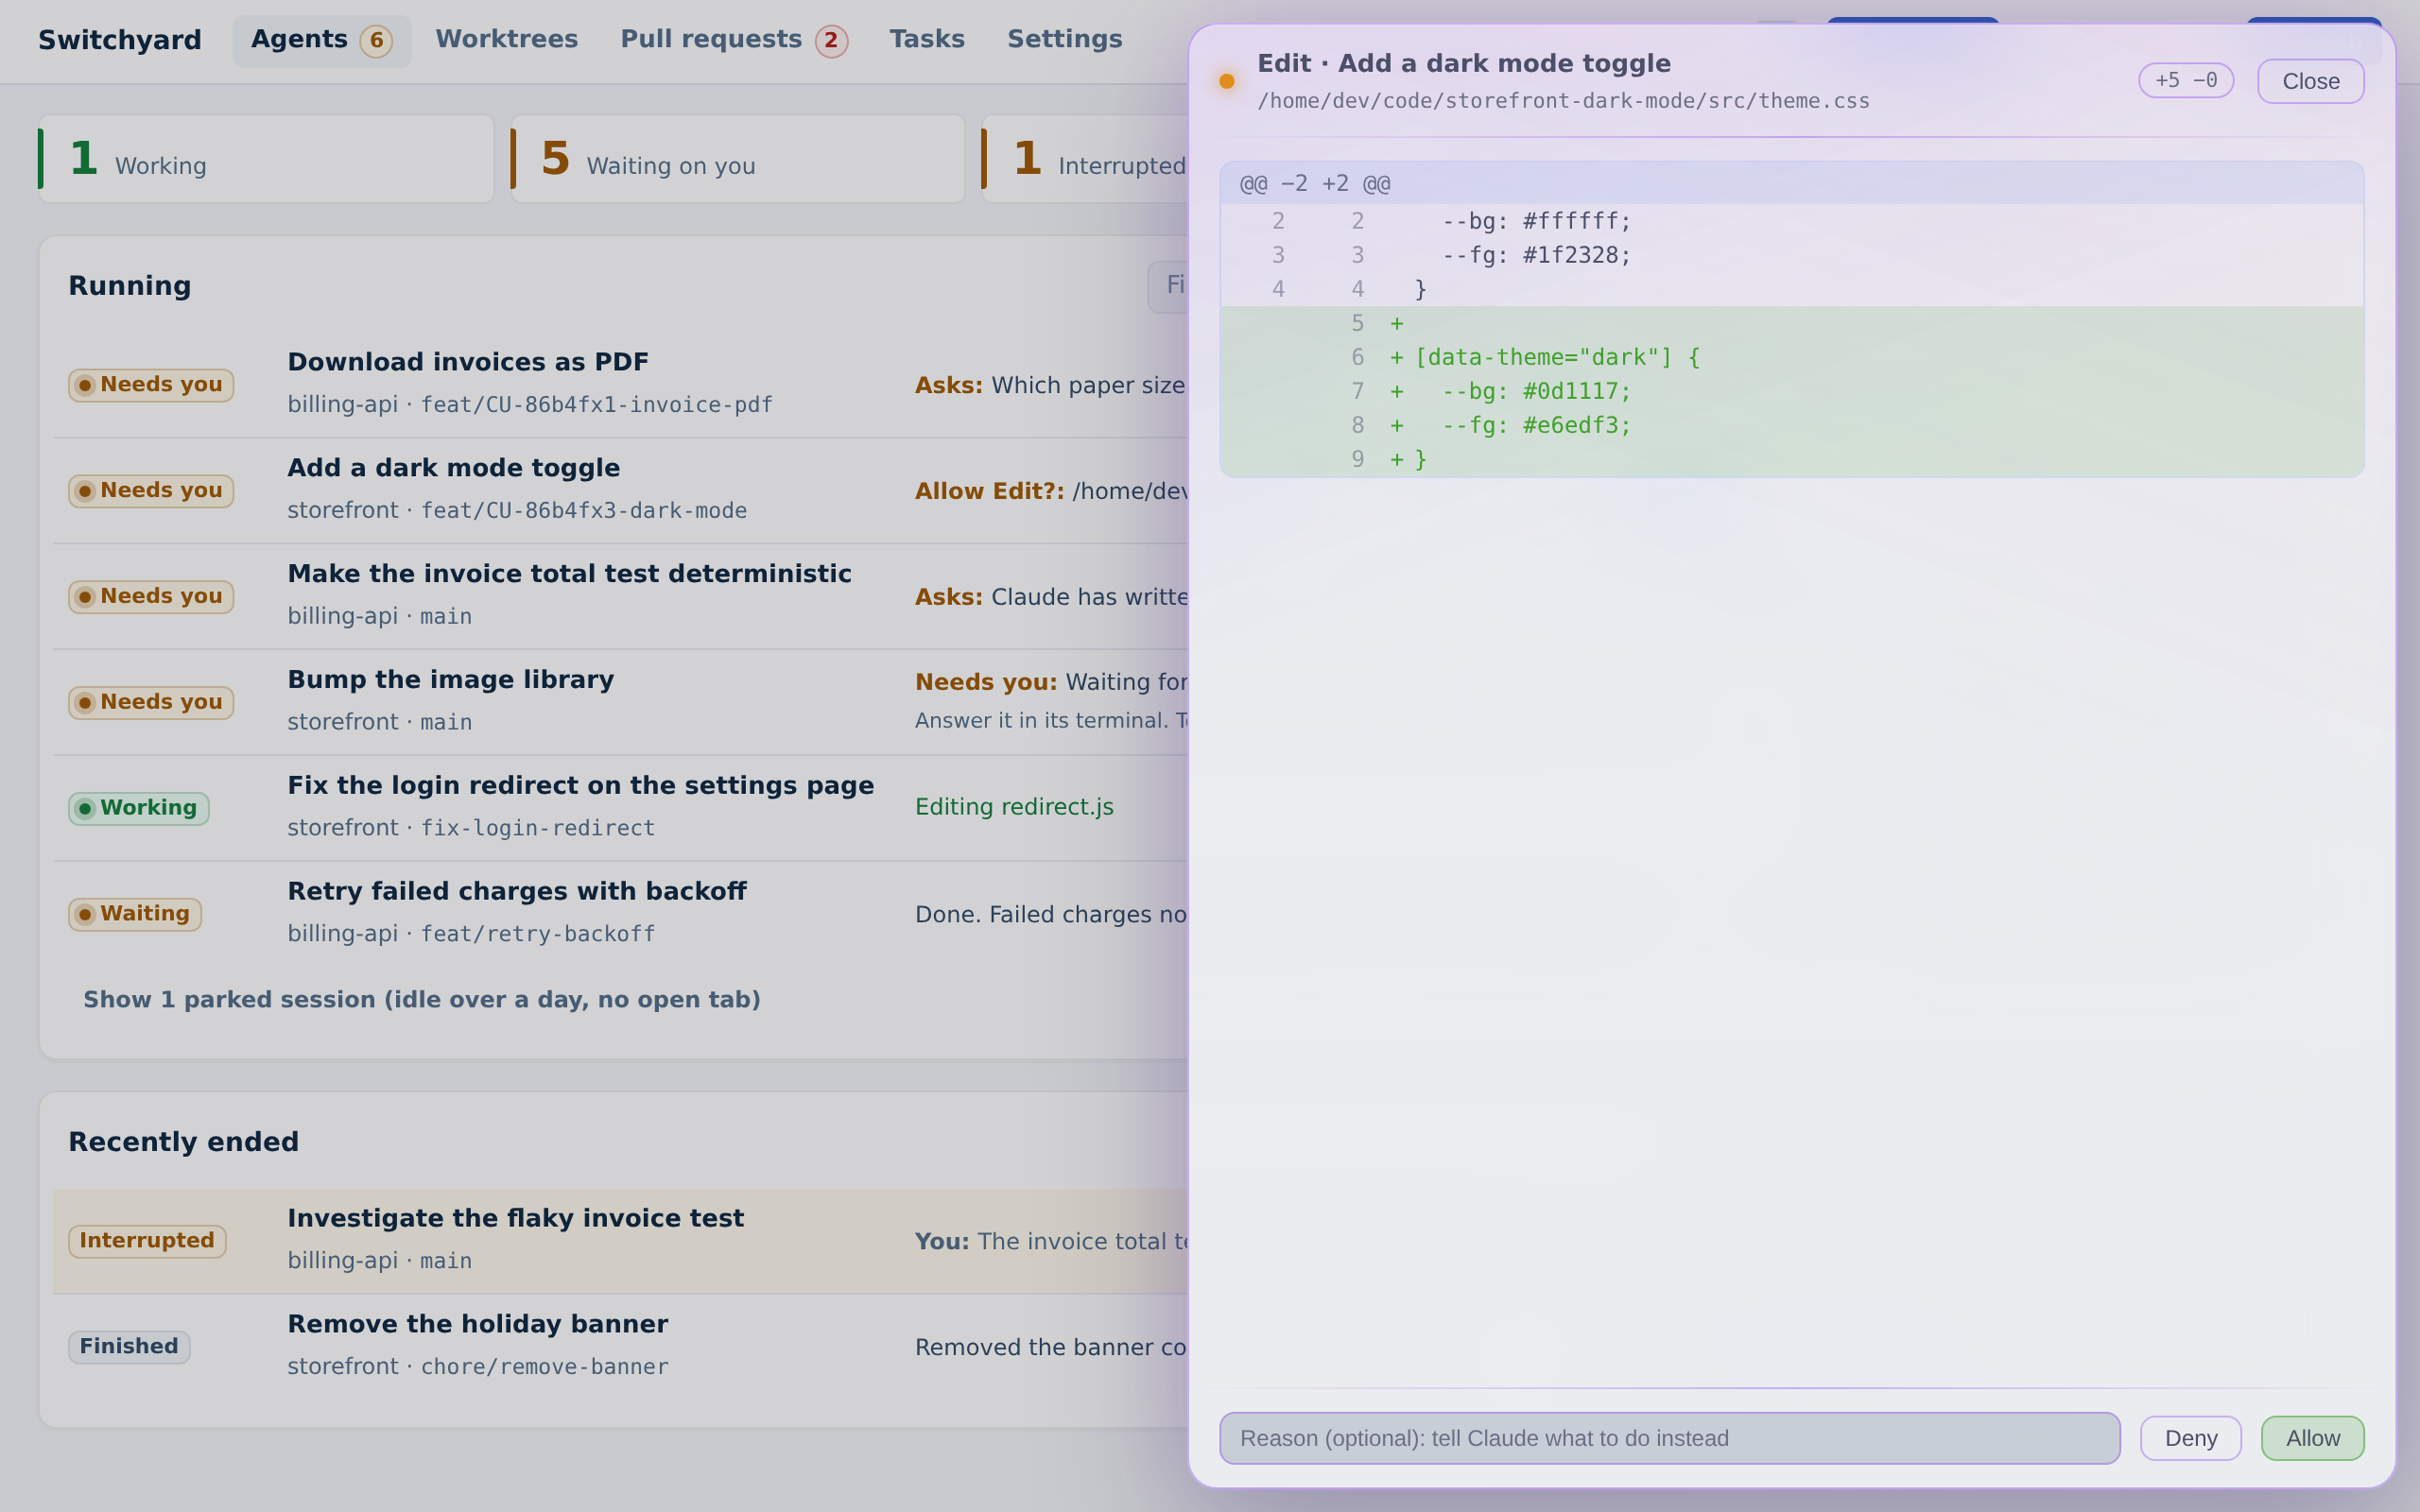 Switchyard
Agents 6
Worktrees
Pull requests 2
Tasks
Settings
1 Working
5 Waiting on you
1 Interrupted
Running
Fi
Needs you
Download invoices as PDF
billing-api · feat/CU-86b4fx1-invoice-pdf
Asks: Which paper size
Needs you
Add a dark mode toggle
storefront · feat/CU-86b4fx3-dark-mode
Allow Edit?: /home/dev
Needs you
Make the invoice total test deterministic
billing-api · main
Asks: Claude has writte
Needs you
Bump the image library
storefront · main
Needs you: Waiting for
Answer it in its terminal. T
Working
Fix the login redirect on the settings page
storefront · fix-login-redirect
Editing redirect.js
Waiting
Retry failed charges with backoff
billing-api · feat/retry-backoff
Done. Failed charges no
Show 1 parked session (idle over a day, no open tab)
Recently ended
Interrupted
Investigate the flaky invoice test
billing-api · main
You: The invoice total te
Finished
Remove the holiday banner
storefront · chore/remove-banner
Removed the banner co
Edit · Add a dark mode toggle
/home/dev/code/storefront-dark-mode/src/theme.css
+5 −0
Close
@@ −2 +2 @@
2 2 --bg: #ffffff;
3 3 --fg: #1f2328;
4 4 }
5 +
6 + [data-theme="dark"] {
7 + --bg: #0d1117;
8 + --fg: #e6edf3;
9 + }
Reason (optional): tell Claude what to do instead
Deny
Allow